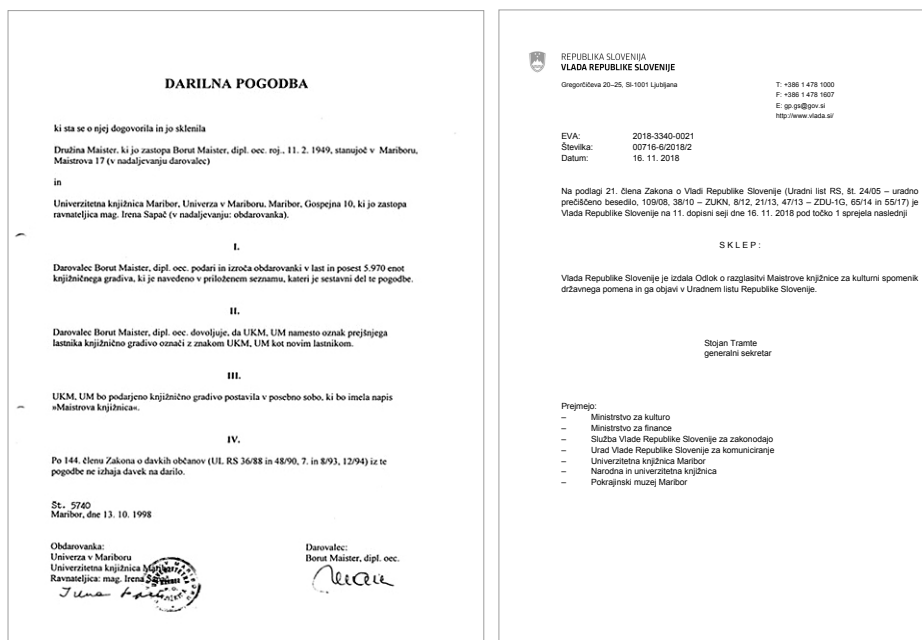 DARILNA POGODBA
ki sta se o njej dogovorila in jo sklenila
Družina Maister, ki jo zastopa Borut Maister, dipl. oec. roj., 11. 2. 1949, stanujoč v Mariboru,
Maistrova 17 (v nadaljevanju darovalec)
in
Univerzitetna knjižnica Maribor, Univerza v Mariboru, Maribor, Gospejna 10, ki jo zastopa
ravnateljica mag. Irena Sapač (v nadaljevanju: obdarovanka).
I.
Darovalec Borut Maister, dipl. oec. podari in izroča obdarovanki v last in posest 5.970 enot
knjižničnega gradiva, ki je navedeno v priloženem seznamu, kateri je sestavni del te pogodbe.
II.
Darovalec Borut Maister, dipl. oec. dovoljuje, da UKM, UM namesto oznak prejšnjega
lastnika knjižnično gradivo označi z znakom UKM, UM kot novim lastnikom.
III.
UKM, UM bo podarjeno knjižnično gradivo postavila v posebno sobo, ki bo imela napis
»Maistrova knjižnica«.
IV.
Po 144. členu Zakona o davkih občanov (UL RS 36/88 in 48/90, 7. in 8/93, 12/94) iz te
pogodbe ne izhaja davek na darilo.
Št. 5740
Maribor, dne 13. 10. 1998
Obdarovanka:
Univerza v Mariboru
Univerzitetna knjižnica Maribor
Ravnateljica: mag. Irena Sapač
Darovalec:
Borut Maister, dipl. oec.
REPUBLIKA SLOVENIJA
VLADA REPUBLIKE SLOVENIJE
Gregorčičeva 20–25, SI-1001 Ljubljana
T: +386 1 478 1000
F: +386 1 478 1607
E: gp.gs@gov.si
http://www.vlada.si/
EVA: 2018-3340-0021
Številka: 00716-6/2018/2
Datum: 16. 11. 2018
Na podlagi 21. člena Zakona o Vladi Republike Slovenije (Uradni list RS, št. 24/05 – uradno
prečiščeno besedilo, 109/08, 38/10 – ZUKN, 8/12, 21/13, 47/13 – ZDU-1G, 65/14 in 55/17) je
Vlada Republike Slovenije na 11. dopisni seji dne 16. 11. 2018 pod točko 1 sprejela naslednji
S K L E P :
Vlada Republike Slovenije je izdala Odlok o razglasitvi Maistrove knjižnice za kulturni spomenik
državnega pomena in ga objavi v Uradnem listu Republike Slovenije.
Stojan Tramte
generalni sekretar
Prejmejo:
– Ministrstvo za kulturo
– Ministrstvo za finance
– Služba Vlade Republike Slovenije za zakonodajo
– Urad Vlade Republike Slovenije za komuniciranje
– Univerzitetna knjižnica Maribor
– Narodna in univerzitetna knjižnica
– Pokrajinski muzej Maribor